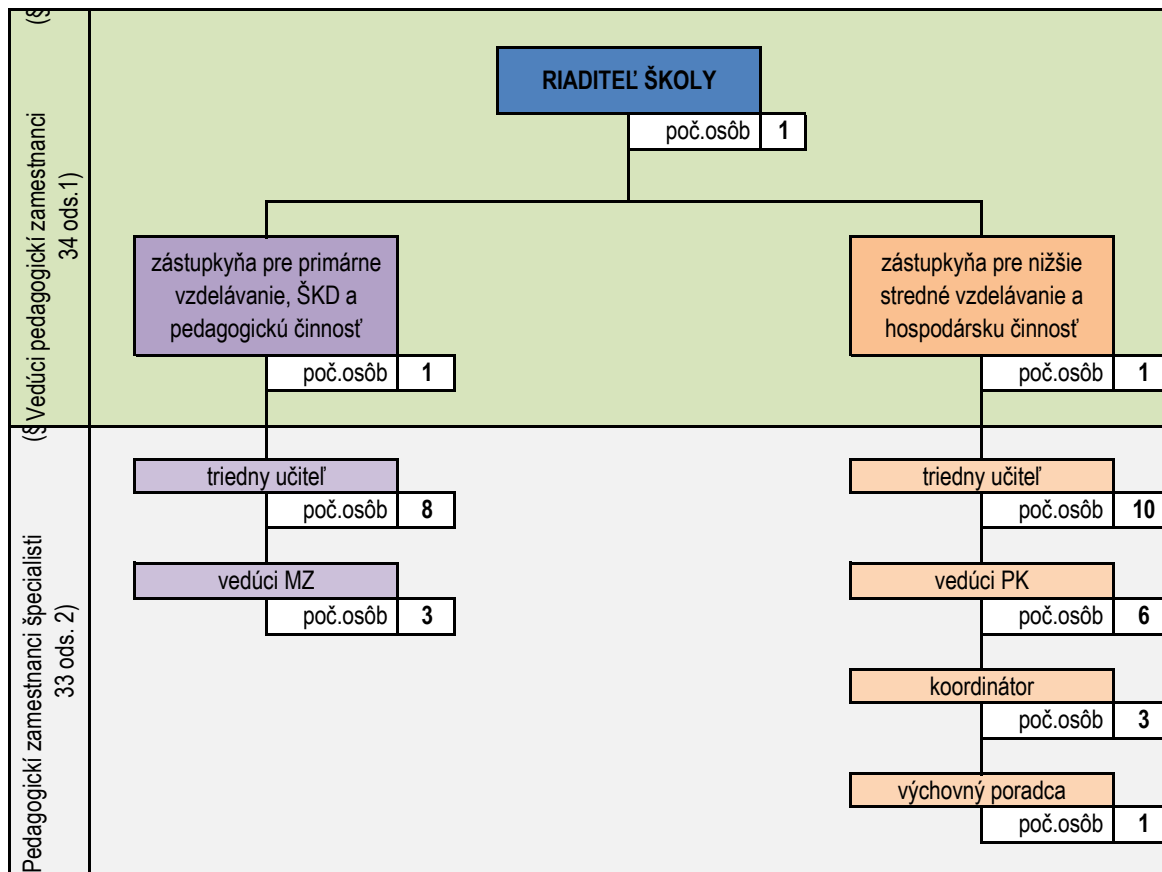 (§
Vedúci pedagogickí zamestnanci
34 ods.1)
RIADITEĽ ŠKOLY
poč.osôb 1
zástupkyňa pre primárne
vzdelávanie, ŠKD a
pedagogickú činnosť
poč.osôb 1
zástupkyňa pre nižšie
stredné vzdelávanie a
hospodársku činnosť
poč.osôb 1
(§
Pedagogickí zamestnanci špecialisti
33 ods. 2)
triedny učiteľ
poč.osôb 8
vedúci MZ
poč.osôb 3
triedny učiteľ
poč.osôb 10
vedúci PK
poč.osôb 6
koordinátor
poč.osôb 3
výchovný poradca
poč.osôb 1